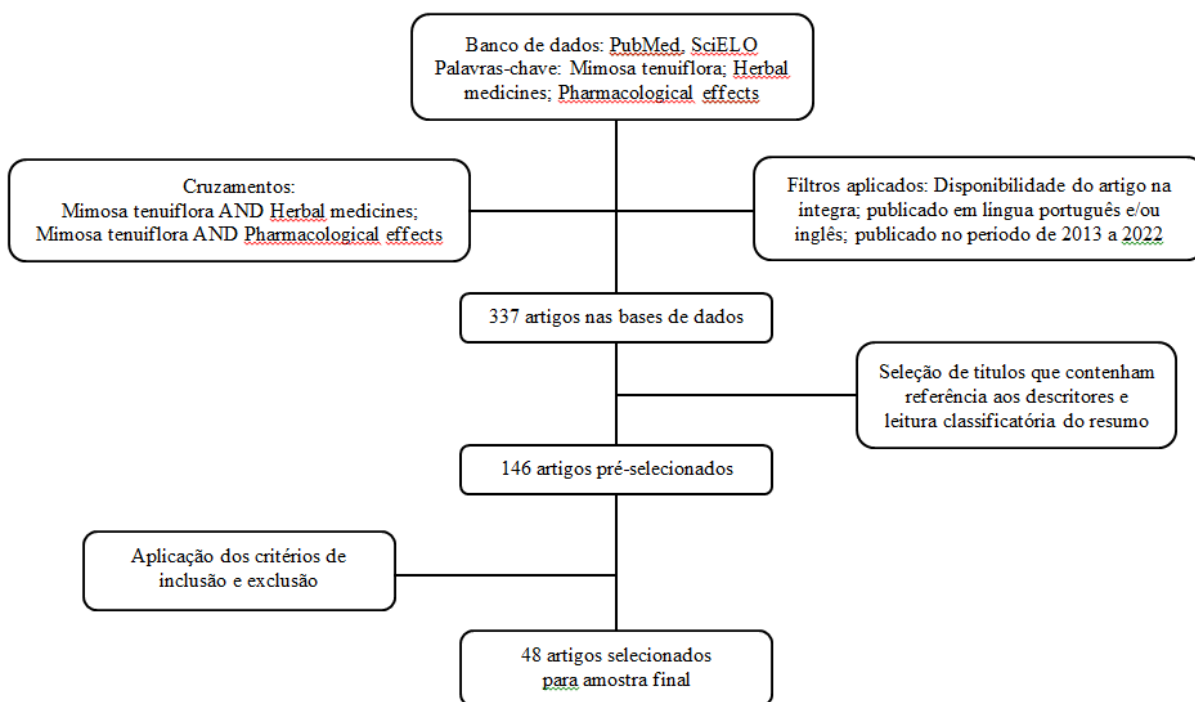 Banco de dados: PubMed, SciELO
Palavras-chave: Mimosa tenuiflora; Herbal
medicines; Pharmacological effects
Cruzamentos:
Mimosa tenuiflora AND Herbal medicines;
Mimosa tenuiflora AND Pharmacological effects
Filtros aplicados: Disponibilidade do artigo na
íntegra; publicado em língua português e/ou
inglês; publicado no período de 2013 a 2022
337 artigos nas bases de dados
Seleção de títulos que contenham
referência aos descritores e
leitura classificatória do resumo
146 artigos pré-selecionados
Aplicação dos critérios de
inclusão e exclusão
48 artigos selecionados
para amostra final